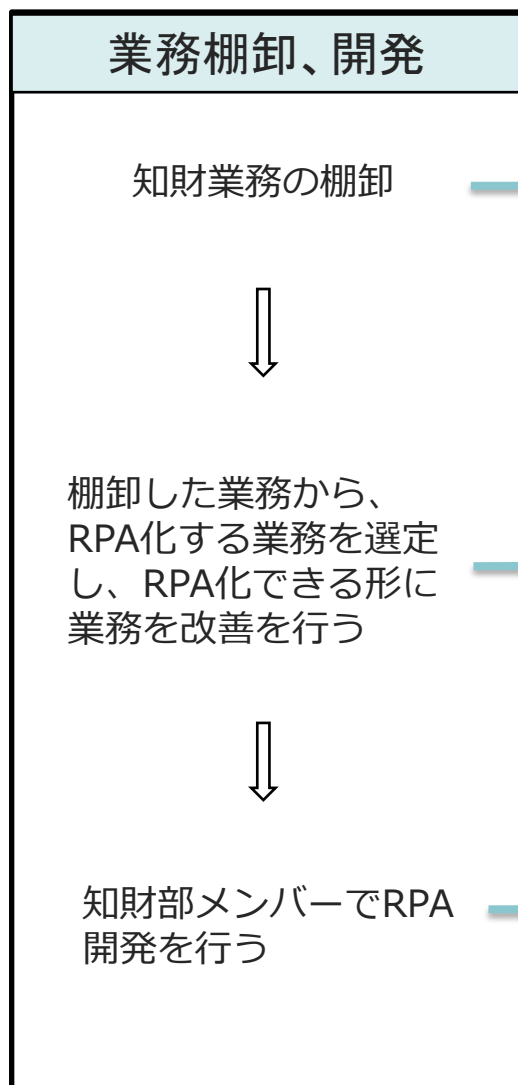 業務棚卸、開発
知財業務の棚卸
棚卸した業務から、
RPA化する業務を選定
し、RPA化できる形に
業務を改善を行う
知財部メンバーでRPA
開発を行う